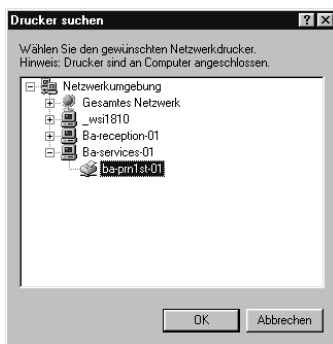 Drucker suchen
Wählen Sie den gewünschten Netzwerkdrucker.
Hinweis: Drucker sind an Computer angeschlossen.
Netzwerkumgebung
Gesamtes Netzwerk
_wsi1810
Ba-reception-01
Ba-services-01
ba-prn1st-01
OK
Abbrechen